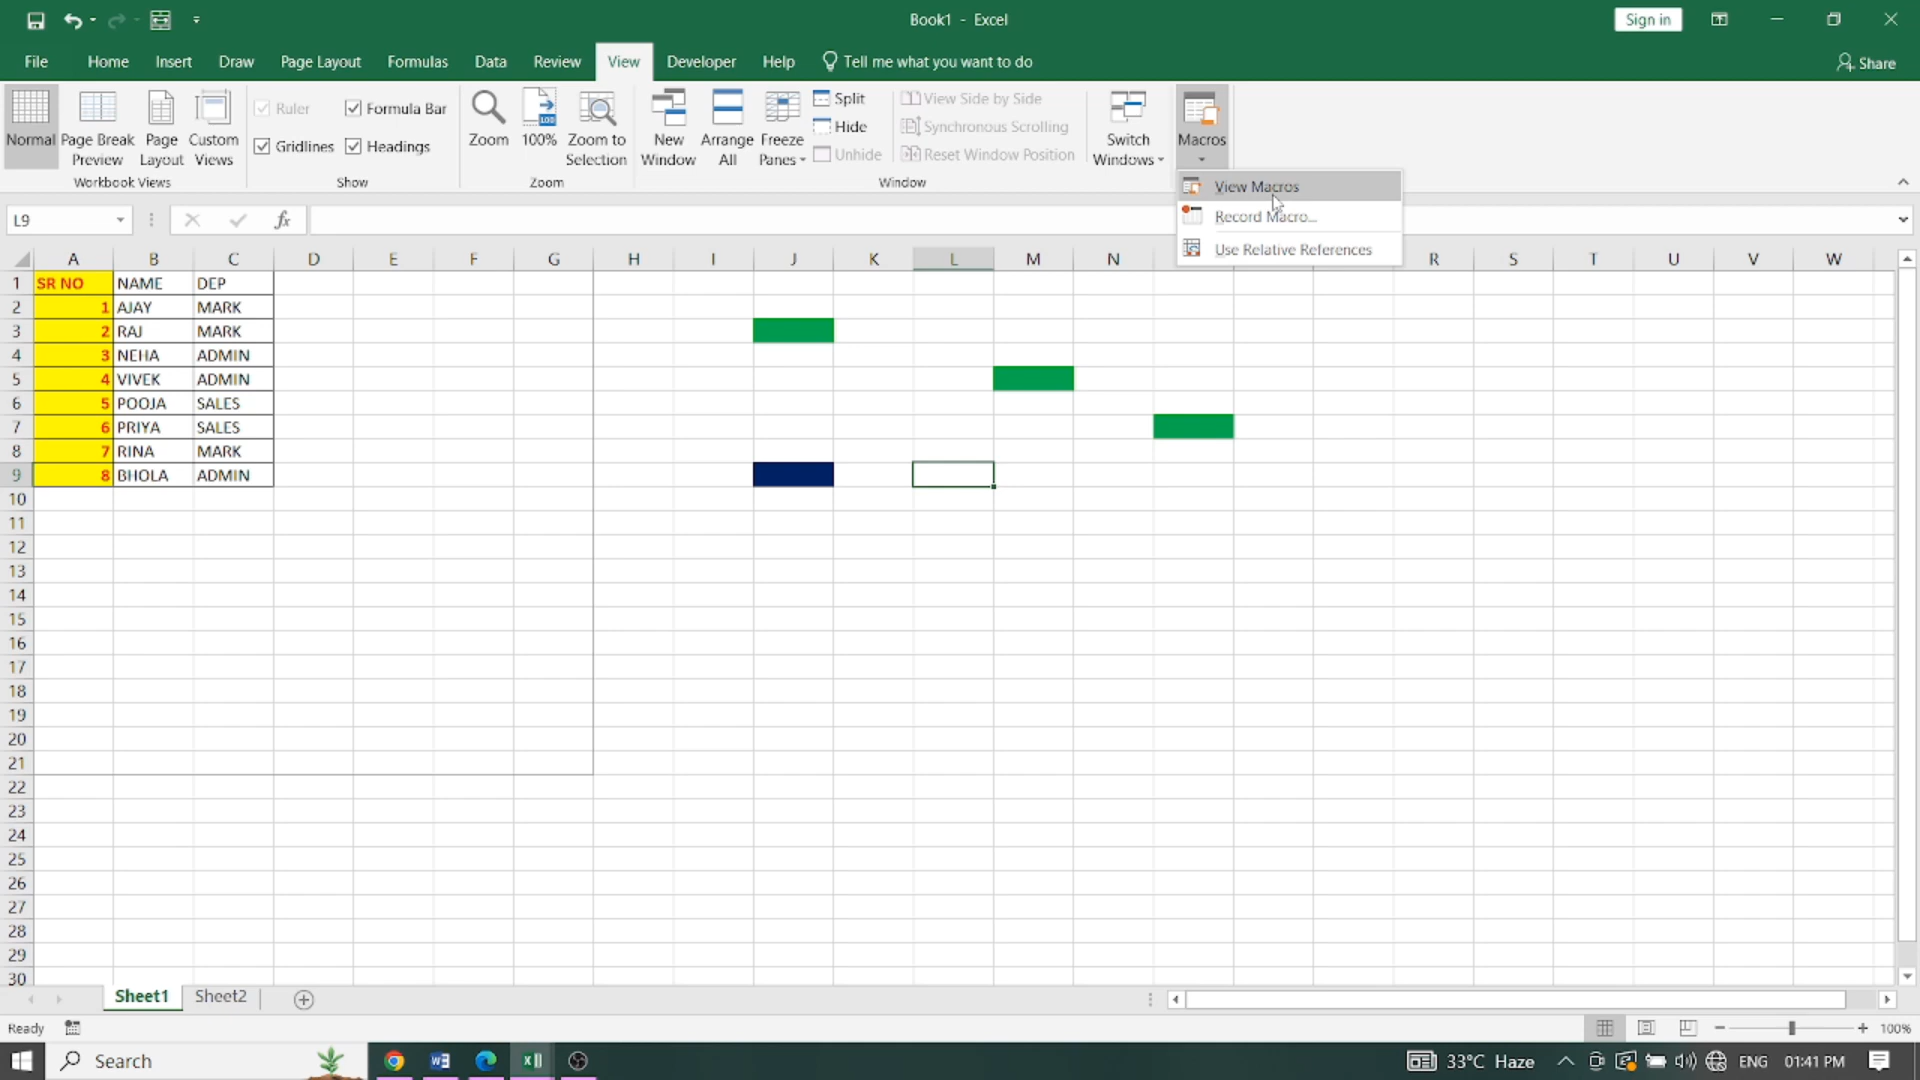 Book1 - Excel
Sign in
File Home Insert Draw Page Layout Formulas Data Review View Developer Help Tell me what you want to do Share
Normal Page Break Preview Page Layout Custom Views
Workbook Views
Ruler Formula Bar
Gridlines Headings
Show
Zoom 100% Zoom to Selection
Zoom
New Window Arrange All Freeze Panes
Split View Side by Side
Hide Synchronous Scrolling
Unhide Reset Window Position
Window
Switch Windows
Macros
View Macros
Record Macro...
Use Relative References
L9 fx
A B C D E F G H I J K L M N R S T U V W
1 SR NO NAME DEP
2 1 AJAY MARK
3 2 RAJ MARK
4 3 NEHA ADMIN
5 4 VIVEK ADMIN
6 5 POOJA SALES
7 6 PRIYA SALES
8 7 RINA MARK
9 8 BHOLA ADMIN
10
11
12
13
14
15
16
17
18
19
20
21
22
23
24
25
26
27
28
29
30
Sheet1 Sheet2
Ready 100%
Search 33°C Haze ENG 01:41 PM